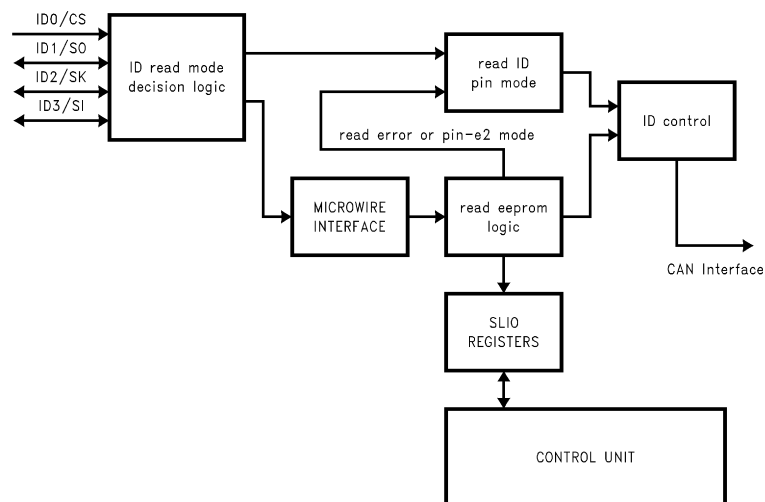 ID0/CS
ID1/SO
ID2/SK
ID3/SI
ID read mode
decision logic
read ID
pin mode
ID control
read error or pin-e2 mode
MICROWIRE
INTERFACE
read eeprom
logic
CAN Interface
SLIO
REGISTERS
CONTROL UNIT